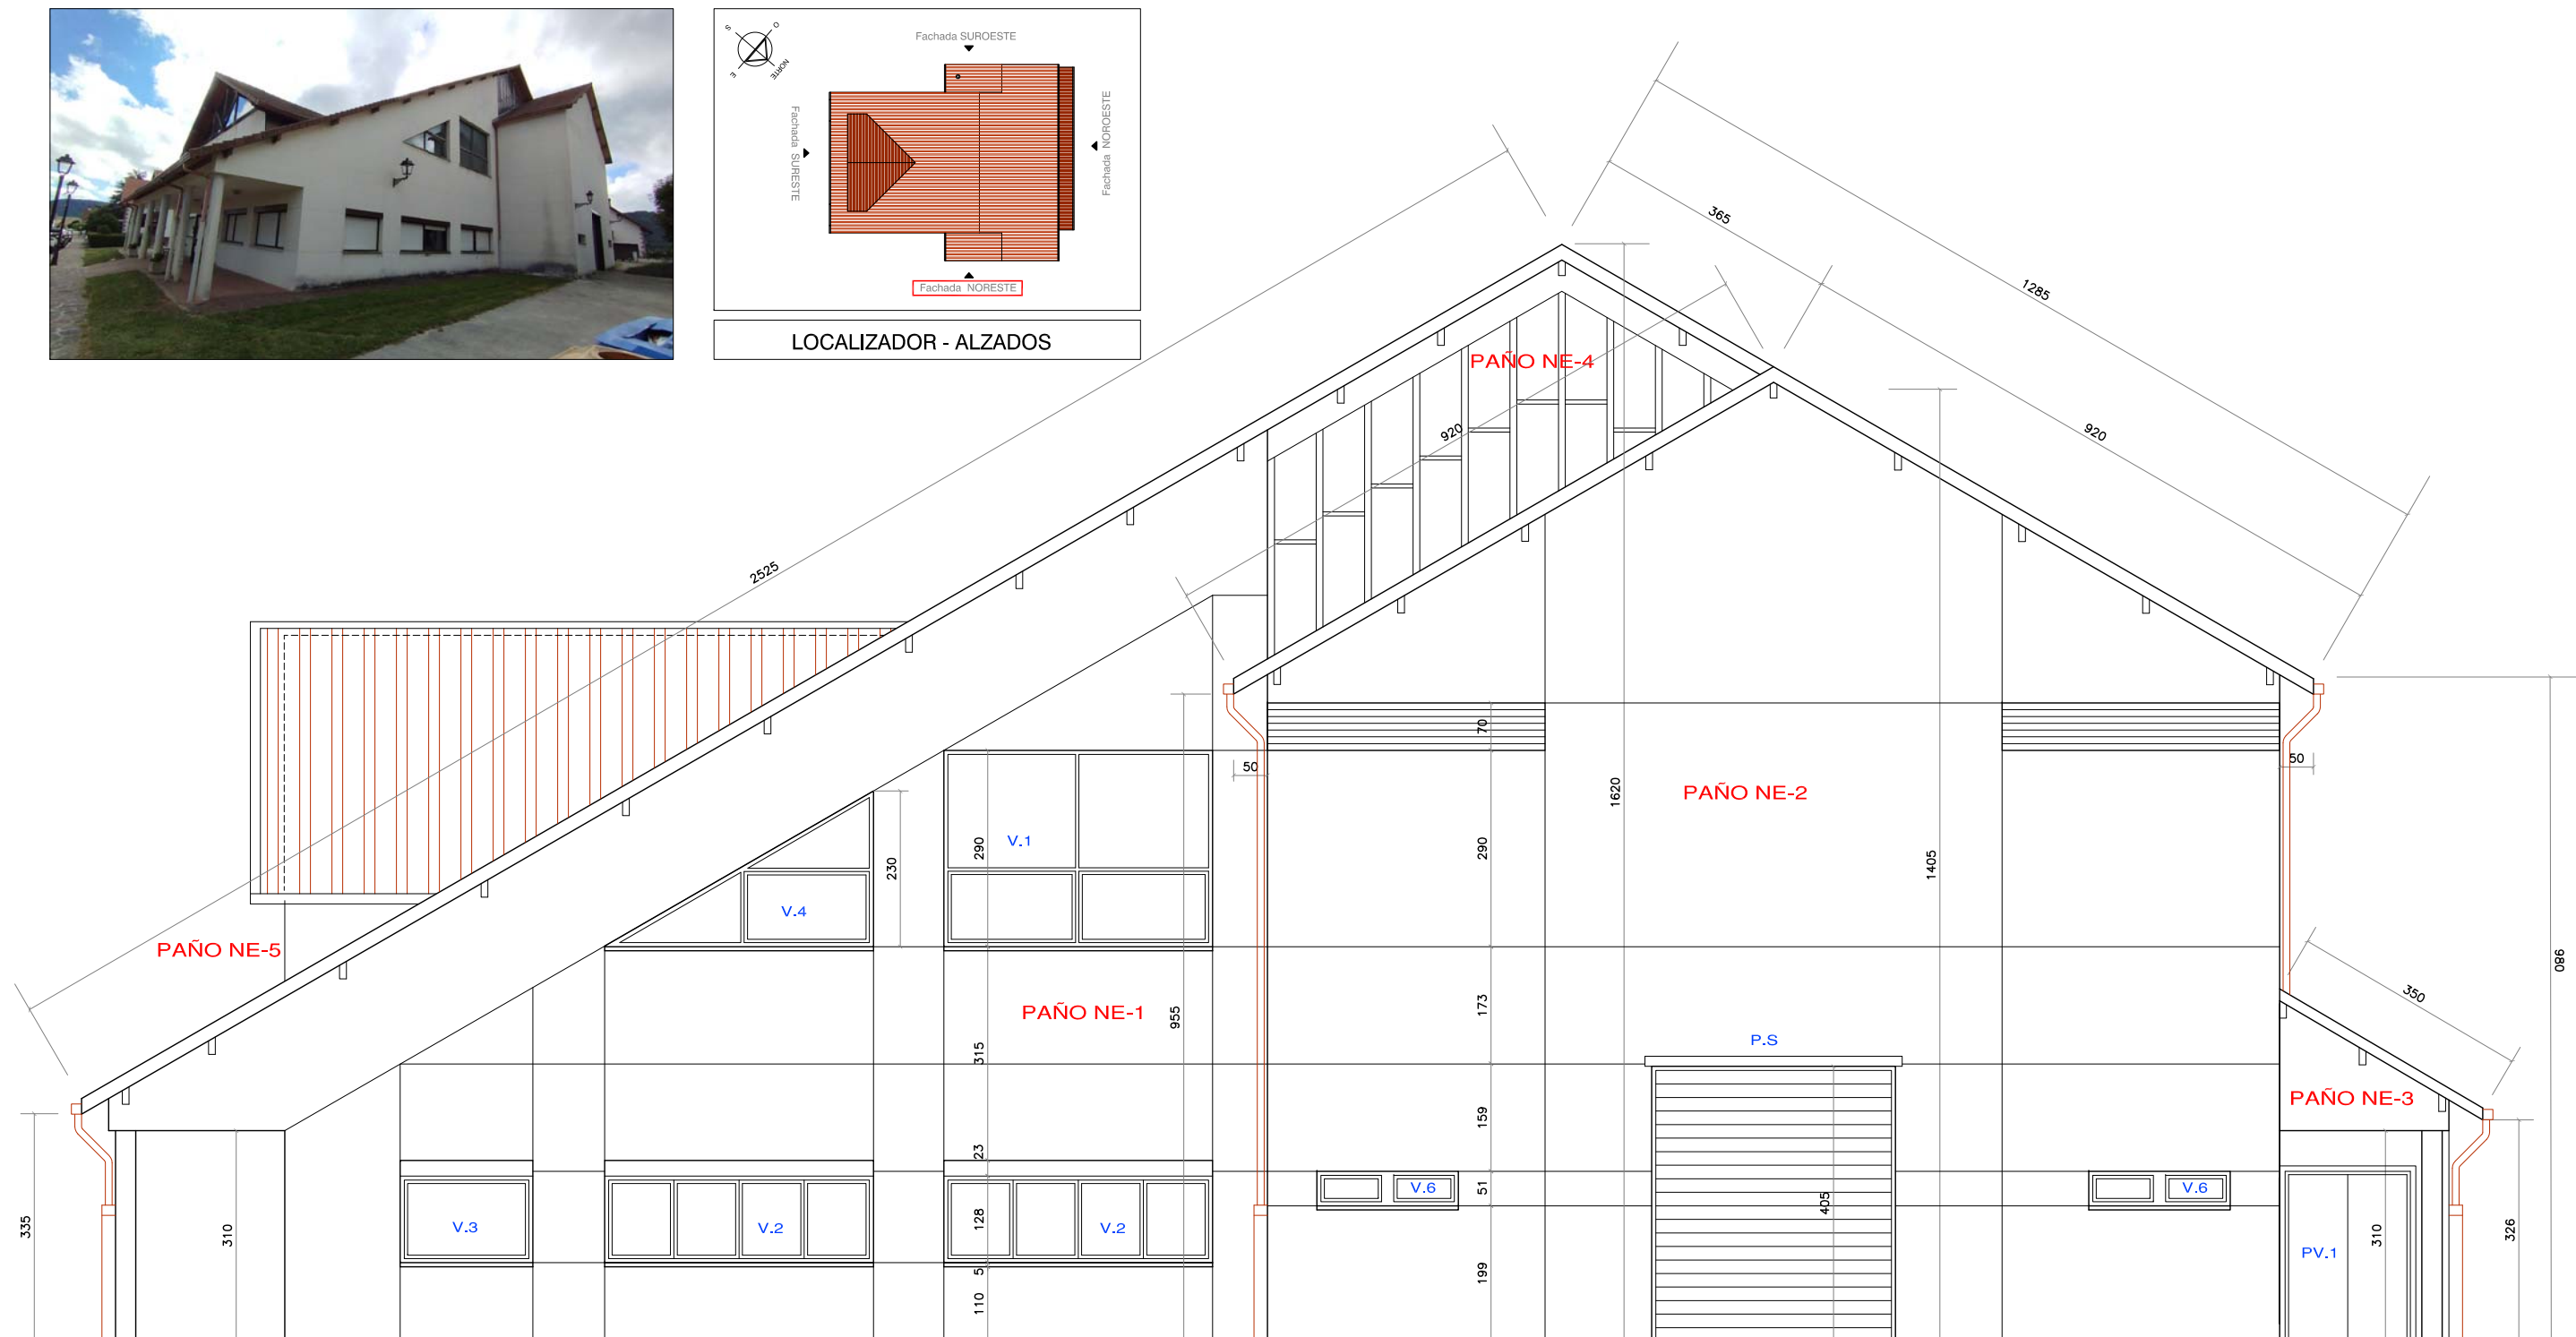 S
O
E
NORTE
Fachada SUROESTE
Fachada SURESTE
Fachada NOROESTE
Fachada NORESTE
LOCALIZADOR - ALZADOS
365
1285
PAÑO NE-4
920
920
2525
70
50
50
1620
PAÑO NE-2
V.1
290
290
230
1405
V.4
PAÑO NE-5
980
350
173
PAÑO NE-1
955
315
P.S
PAÑO NE-3
159
23
51
V.6
V.6
405
335
310
V.3
V.2
128
V.2
326
310
PV.1
5
199
110